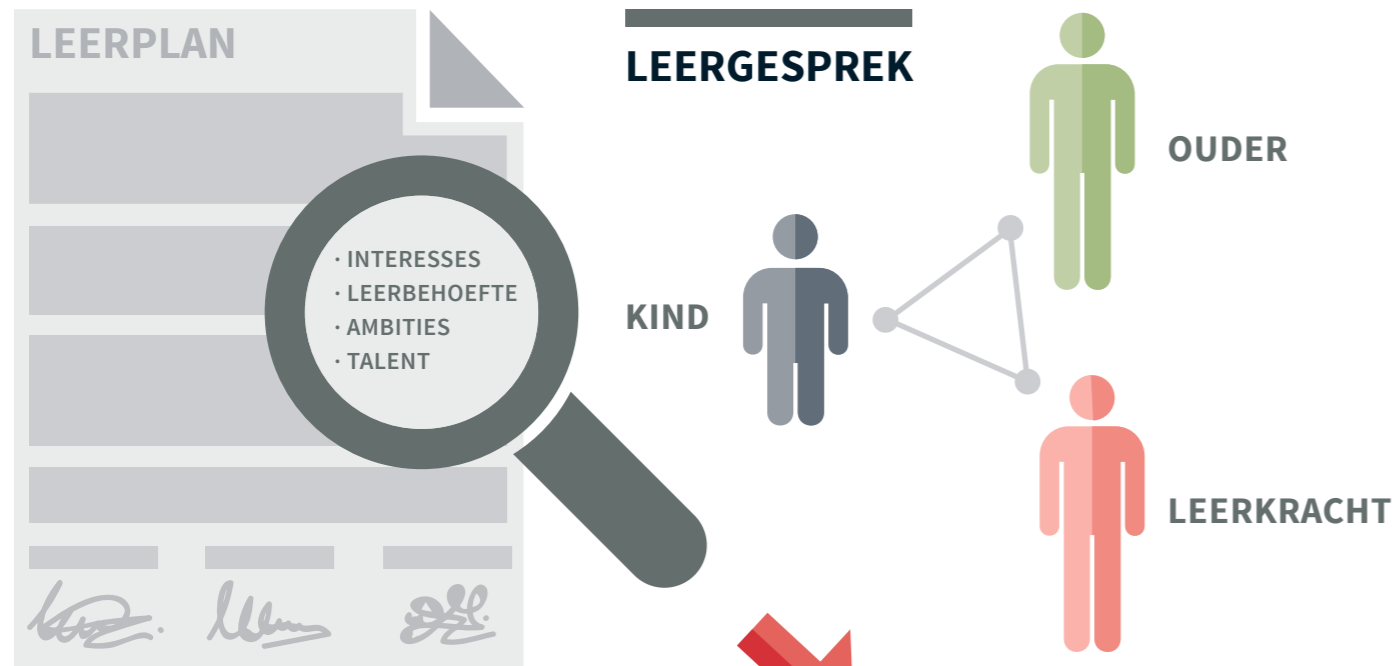 LEERPLAN
· INTERESSES
· LEERBEHOEFTE
· AMBITIES
· TALENT
LEERGESPREK
OUDER
KIND
LEERKRACHT